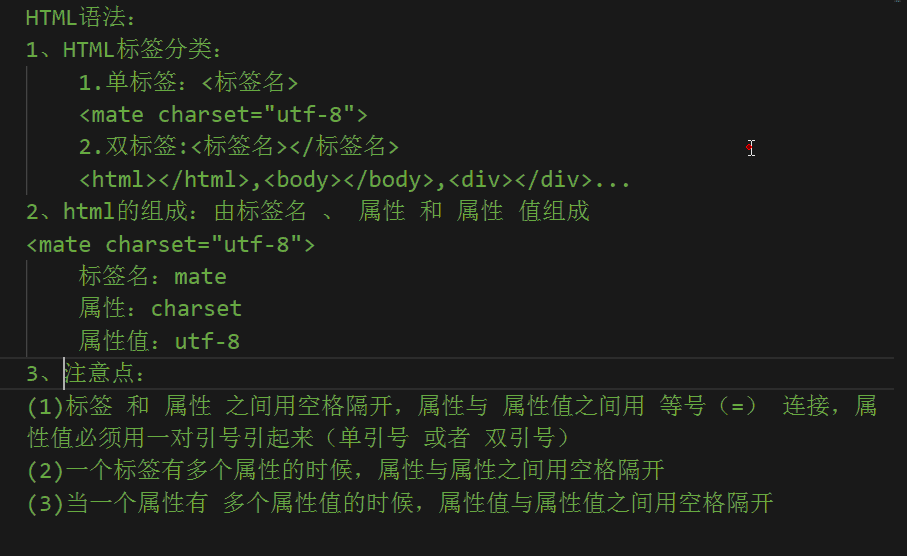 HTML语法：
1、HTML标签分类：
1.单标签：<标签名>
<mate charset="utf-8">
2.双标签:<标签名></标签名>
<html></html>,<body></body>,<div></div>...
2、html的组成：由标签名 、 属性 和 属性 值组成
<mate charset="utf-8">
标签名：mate
属性：charset
属性值：utf-8
3、注意点：
(1)标签 和 属性 之间用空格隔开，属性与 属性值之间用 等号（=） 连接，属
性值必须用一对引号引起来（单引号 或者 双引号）
(2)一个标签有多个属性的时候，属性与属性之间用空格隔开
(3)当一个属性有 多个属性值的时候，属性值与属性值之间用空格隔开